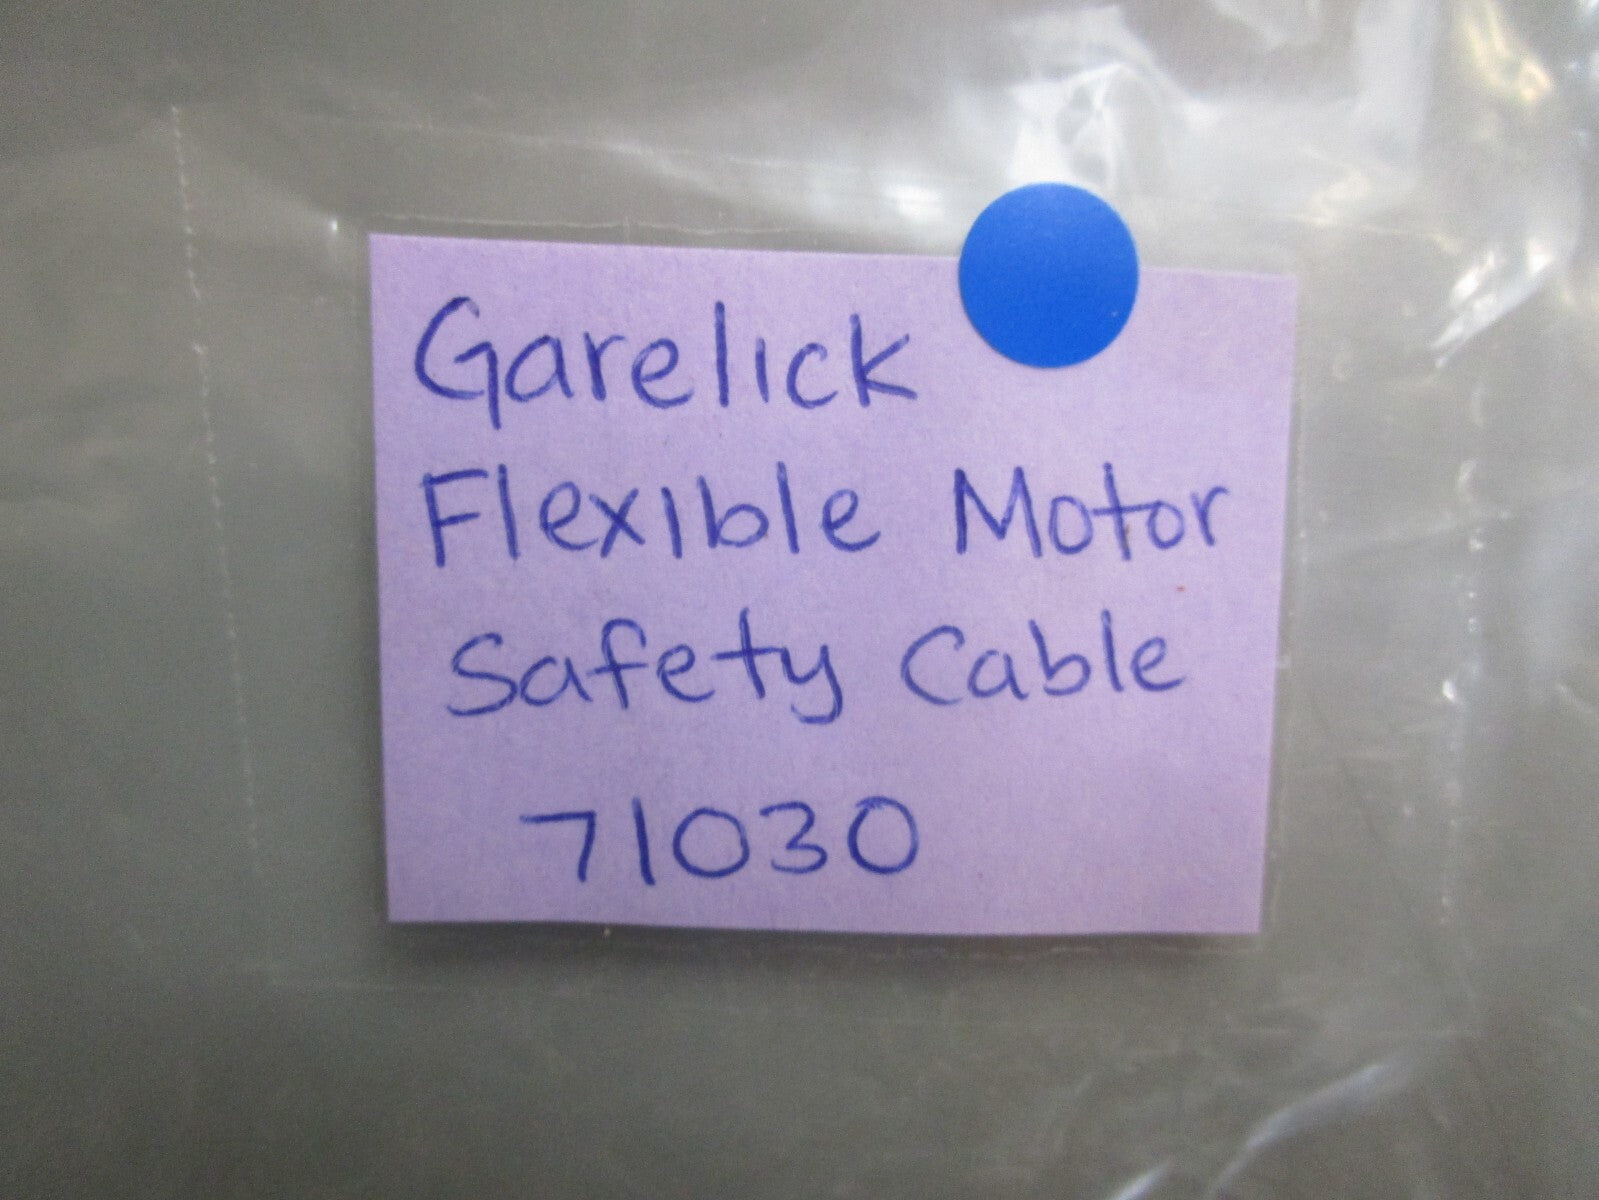 Garelick
Flexible Motor
Safety Cable
71030